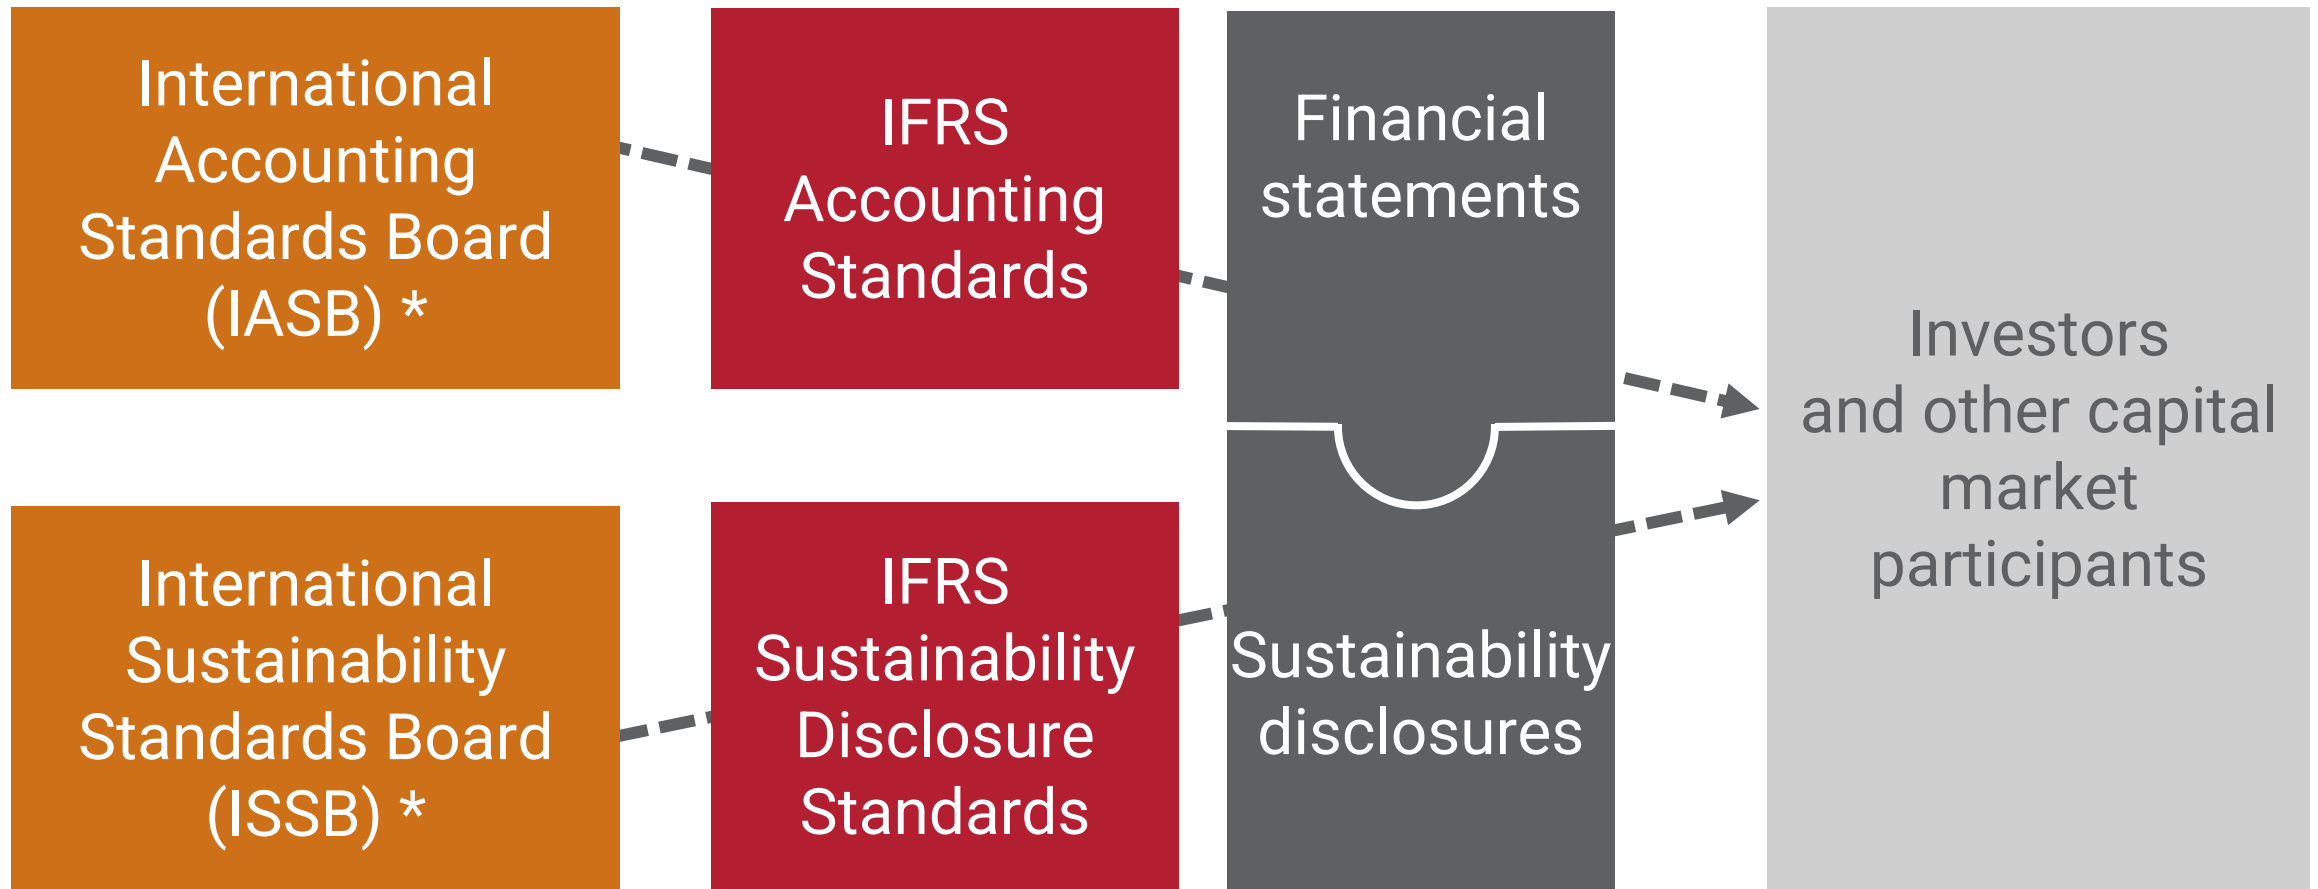 International
Accounting
Standards Board
(IASB) *
IFRS
Accounting
Standards
Financial
statements
International
Sustainability
Standards Board
(ISSB) *
IFRS
Sustainability
Disclosure
Standards
Sustainability
disclosures
Investors
and other capital
market
participants